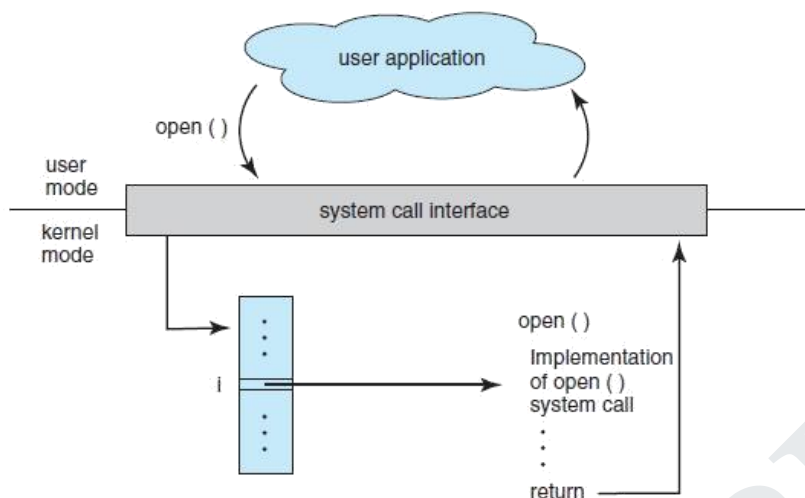 user application
open ( )
user
mode
system call interface
kernel
mode
open ( )
i
Implementation
of open ( )
system call
return